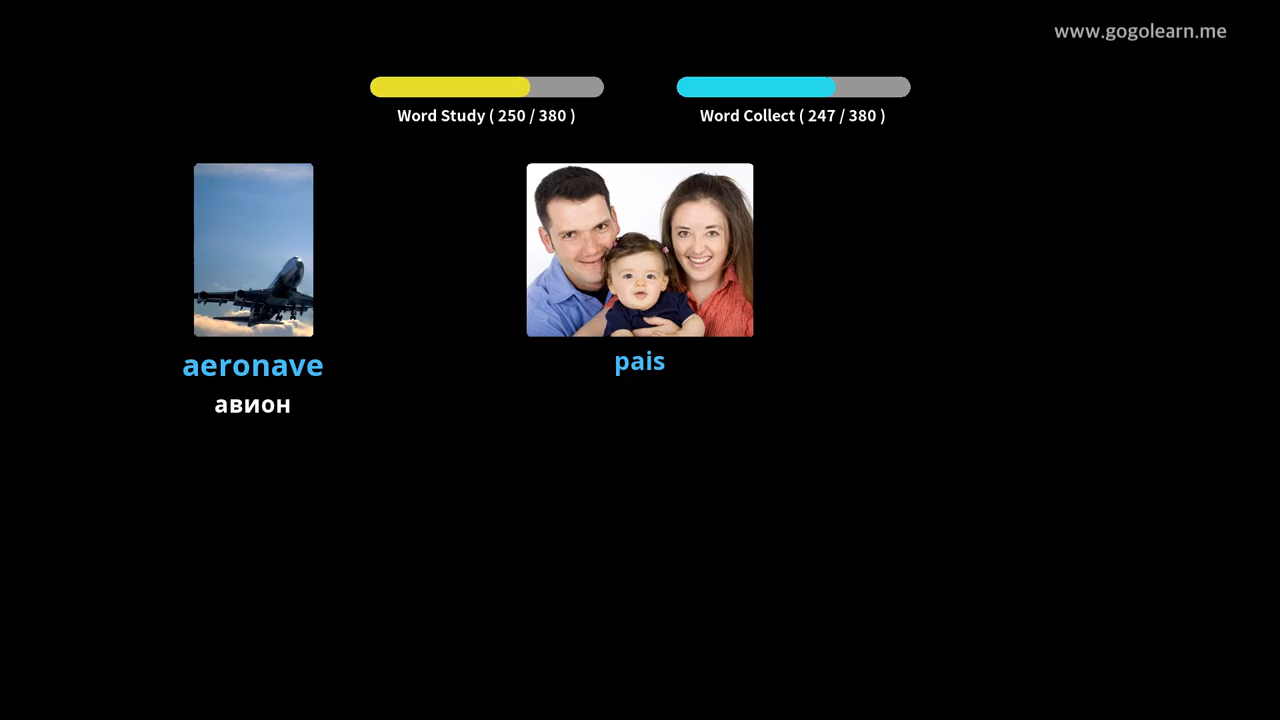 www.gogolearn.me
Word Study ( 250 / 380 )
Word Collect ( 247 / 380 )
aeronave
авион
pais